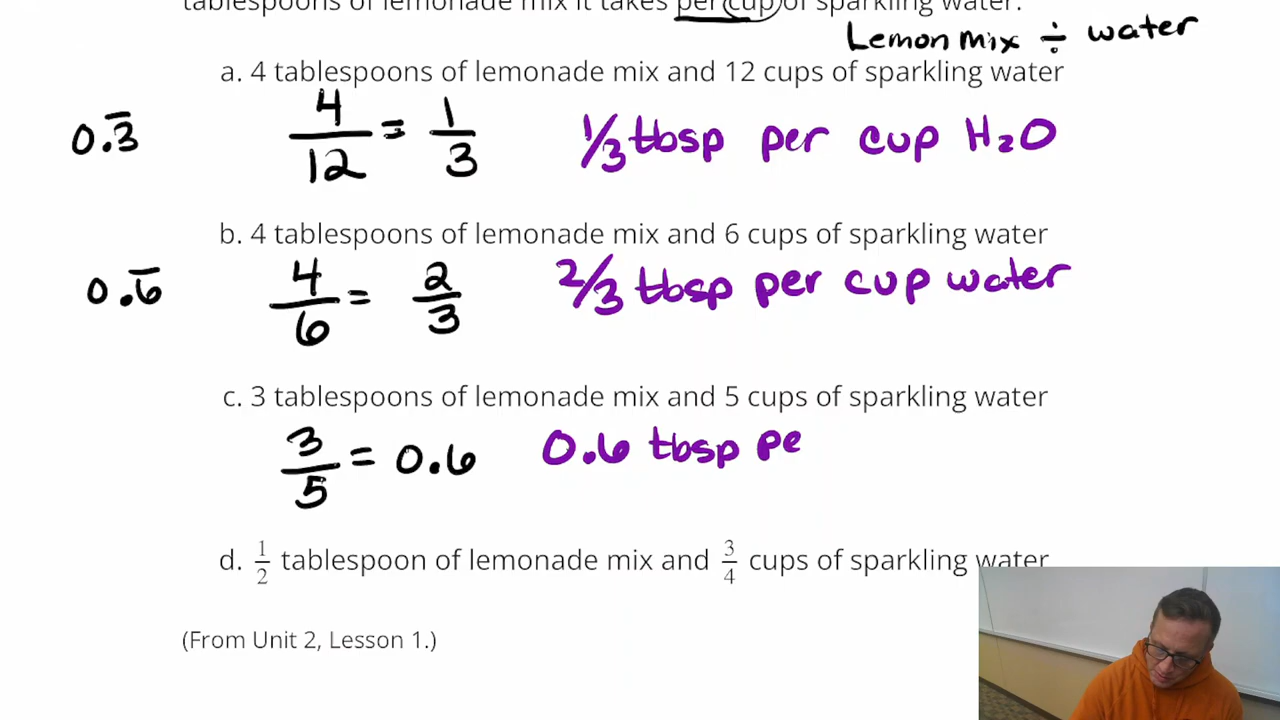 tablespoons of lemonade mix it takes per cup of sparkling water.
Lemon mix ÷ water
a. 4 tablespoons of lemonade mix and 12 cups of sparkling water
0.3̅ 4/12 = 1/3 1/3 tbsp per cup H₂O
b. 4 tablespoons of lemonade mix and 6 cups of sparkling water
0.6̅ 4/6 = 2/3 2/3 tbsp per cup water
c. 3 tablespoons of lemonade mix and 5 cups of sparkling water
3/5 = 0.6 0.6 tbsp pe
d. 1/2 tablespoon of lemonade mix and 3/4 cups of sparkling water
(From Unit 2, Lesson 1.)